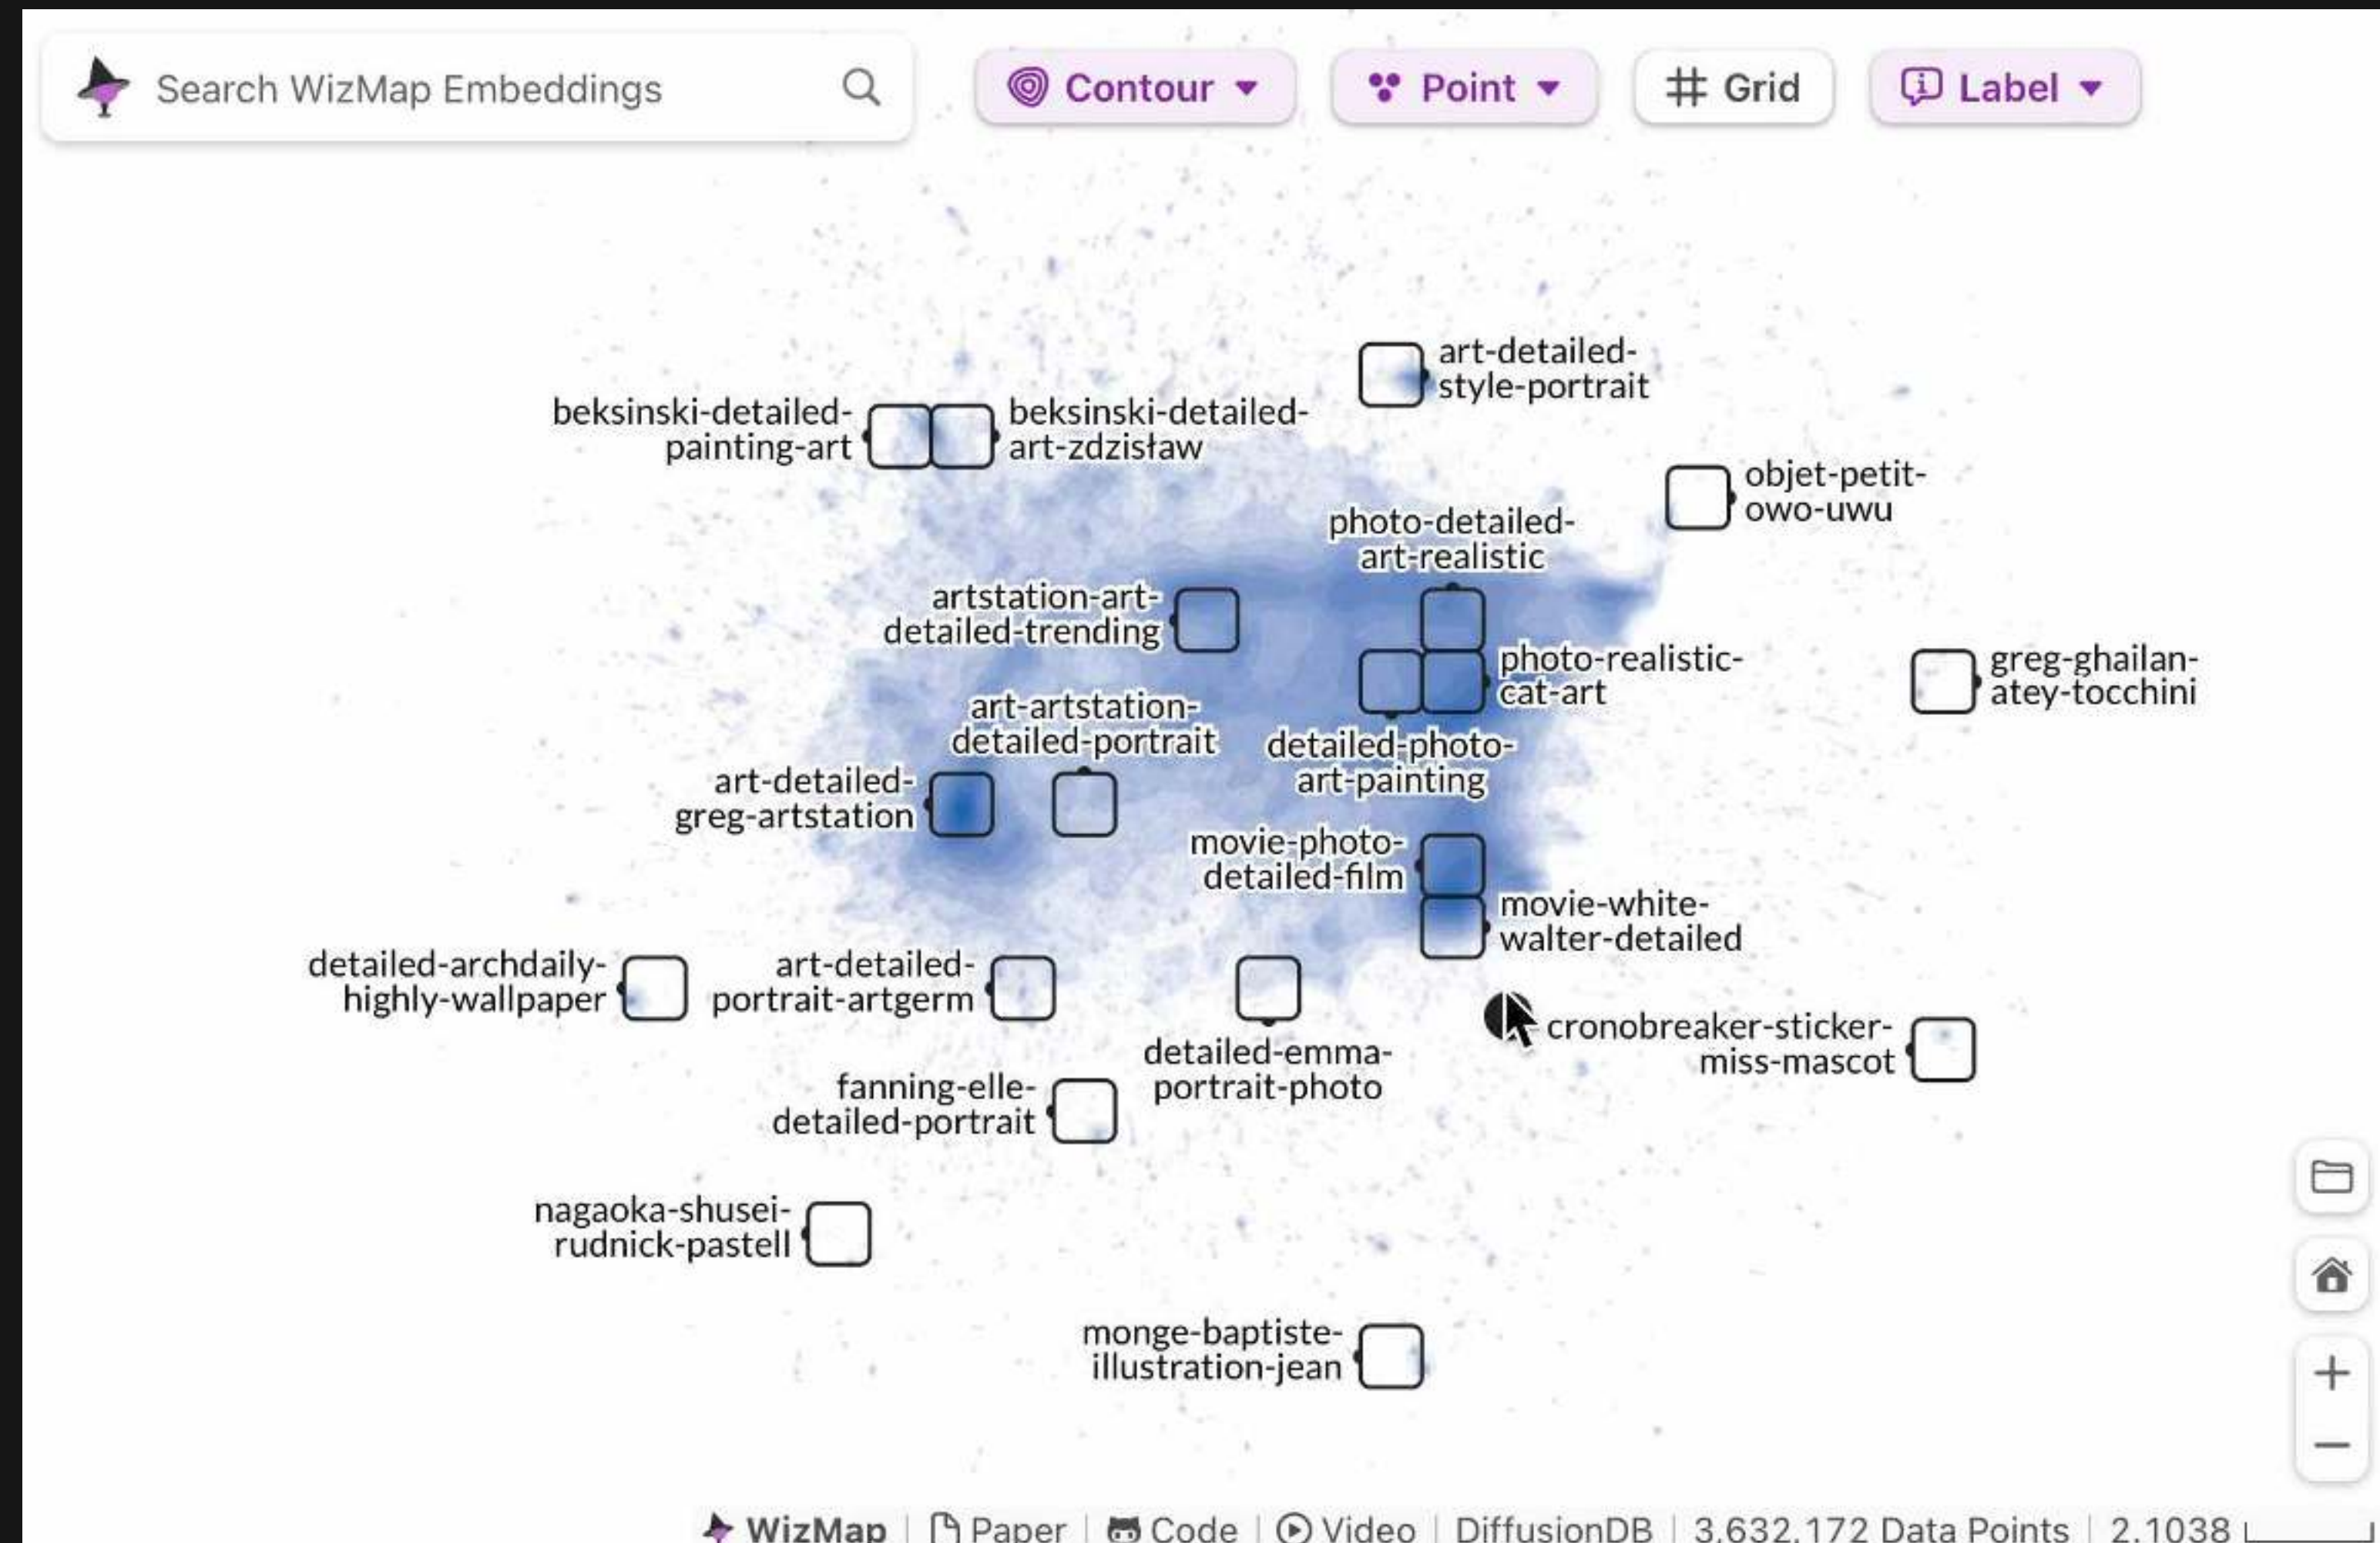 Search WizMap Embeddings
Contour
Point
Grid
Label
art-detailed-
style-portrait
beksinski-detailed-
painting-art
beksinski-detailed-
art-zdzisław
objet-petit-
owo-uwu
photo-detailed-
art-realistic
artstation-art-
detailed-trending
photo-realistic-
cat-art
greg-ghailan-
atey-tocchini
art-artstation-
detailed-portrait
detailed-photo-
art-painting
art-detailed-
greg-artstation
movie-photo-
detailed-film
movie-white-
walter-detailed
detailed-archdaily-
highly-wallpaper
art-detailed-
portrait-artgerm
cronobreaker-sticker-
miss-mascot
detailed-emma-
portrait-photo
fanning-elle-
detailed-portrait
nagaoka-shusei-
rudnick-pastell
monge-baptiste-
illustration-jean
WizMap | Paper | Code | Video | DiffusionDB | 3,632,172 Data Points | 2.1038